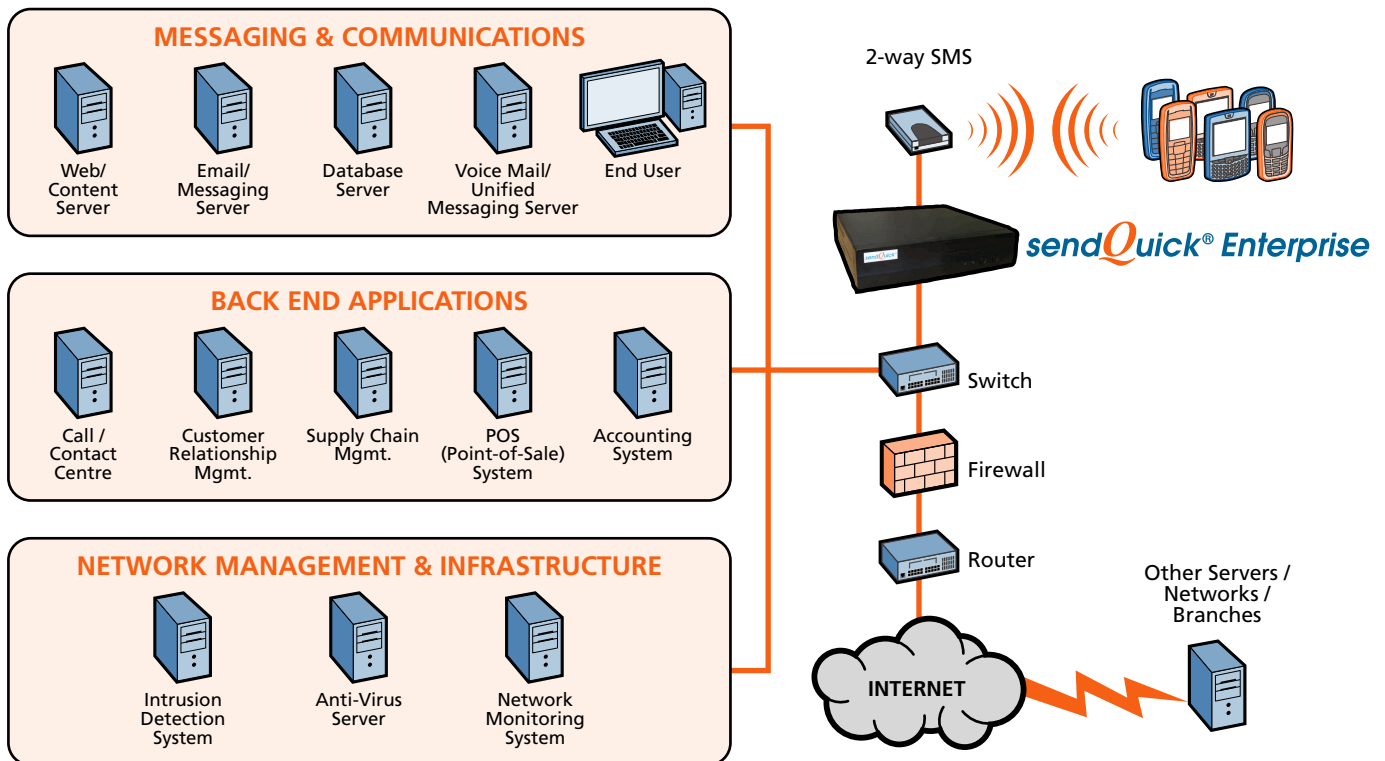 MESSAGING & COMMUNICATIONS
Web/
Content
Server
Email/
Messaging
Server
Database
Server
Voice Mail/
Unified
Messaging Server
End User
2-way SMS
sendQuick
sendQuick® Enterprise
BACK END APPLICATIONS
Call /
Contact
Centre
Customer
Relationship
Mgmt.
Supply Chain
Mgmt.
POS
(Point-of-Sale)
System
Accounting
System
Switch
Firewall
Router
NETWORK MANAGEMENT & INFRASTRUCTURE
Intrusion
Detection
System
Anti-Virus
Server
Network
Monitoring
System
INTERNET
Other Servers /
Networks /
Branches